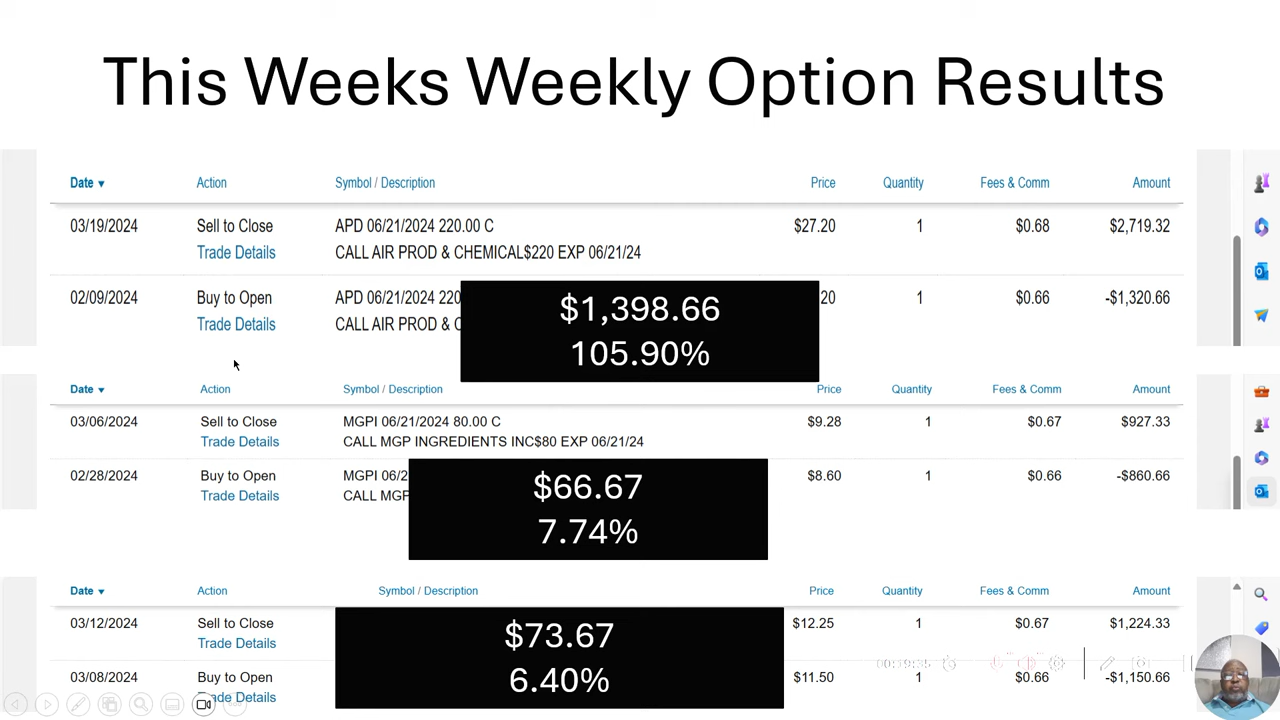 This Weeks Weekly Option Results
Date Action Symbol / Description Price Quantity Fees & Comm Amount
03/19/2024 Sell to Close APD 06/21/2024 220.00 C $27.20 1 $0.68 $2,719.32
Trade Details CALL AIR PROD & CHEMICAL$220 EXP 06/21/24
02/09/2024 Buy to Open APD 06/21/2024 220 20 1 $0.66 -$1,320.66
Trade Details CALL AIR PROD &
$1,398.66
105.90%
Date Action Symbol / Description Price Quantity Fees & Comm Amount
03/06/2024 Sell to Close MGPI 06/21/2024 80.00 C $9.28 1 $0.67 $927.33
Trade Details CALL MGP INGREDIENTS INC$80 EXP 06/21/24
02/28/2024 Buy to Open MGPI 06/2 $8.60 1 $0.66 -$860.66
Trade Details CALL MGP
$66.67
7.74%
Date Action Symbol / Description Price Quantity Fees & Comm Amount
03/12/2024 Sell to Close $12.25 1 $0.67 $1,224.33
Trade Details
03/08/2024 Buy to Open $11.50 1 $0.66 -$1,150.66
Details
$73.67
6.40%